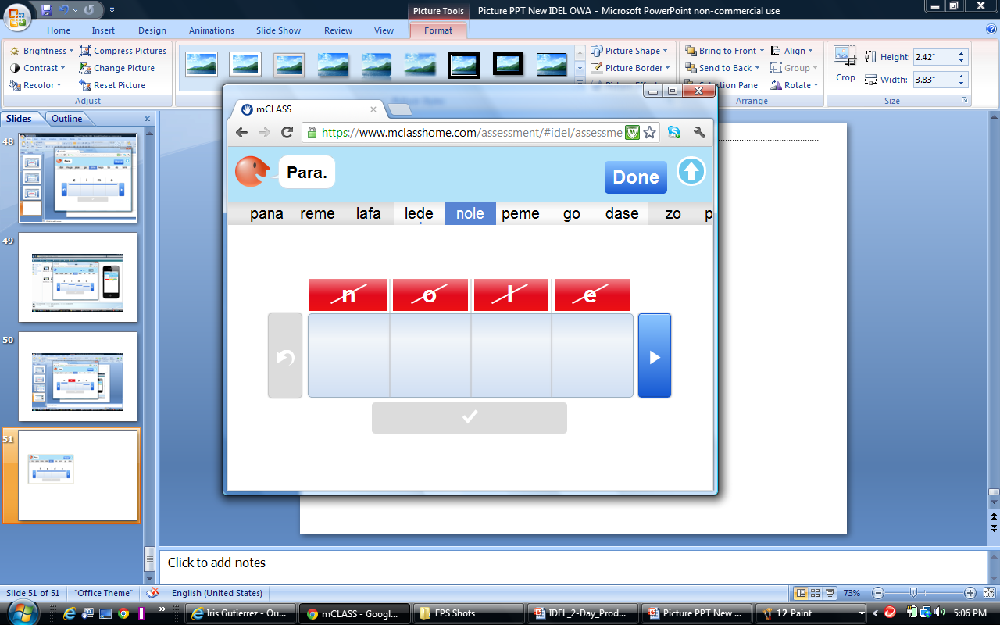 Picture Tools Picture PPT New IDEL OWA - Microsoft PowerPoint non-commercial use
Home Insert Design Animations Slide Show Review View Format
Brightness Compress Pictures Picture Shape Bring to Front Align Height: 2.42"
Contrast Change Picture Picture Border Send to Back Group Crop Width: 3.83"
Recolor Reset Picture Selection Pane Rotate
Adjust Arrange Size
Slides Outline x
mCLASS
https://www.mclasshome.com/assessment/#idel/assessme
Para. Done
pana reme lafa lede nole peme go dase zo p
n o l e
48
49
50
51
Click to add notes
Slide 51 of 51 "Office Theme" English (United States) 73%
Iris Gutierrez - Ou... mCLASS - Googl... FPS Shots IDEL_2-Day_Prod... Picture PPT New ... 12 Paint 5:06 PM